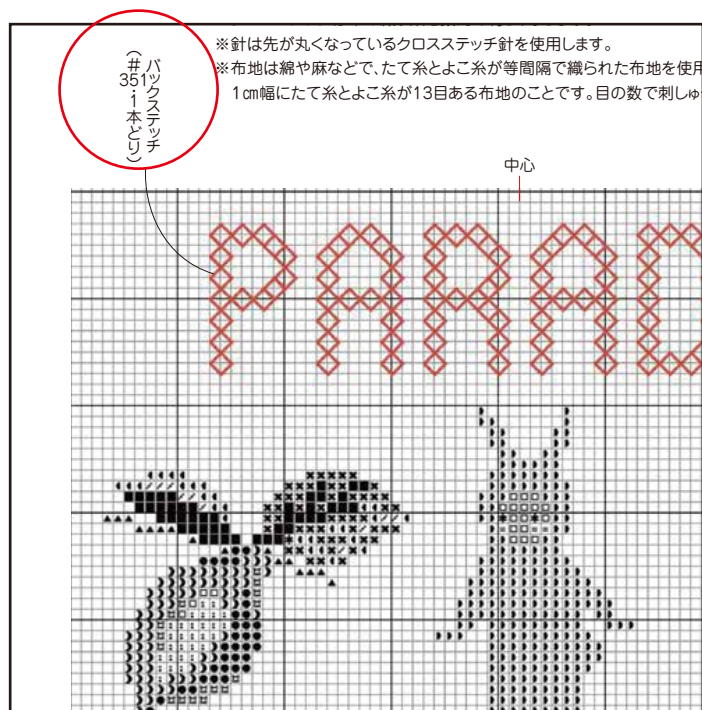 ※針は先が丸くなっているクロスステッチ針を使用します。
※布地は綿や麻などで、たて糸とよこ糸が等間隔で織られた布地を使用
1㎝幅にたて糸とよこ糸が13目ある布地のことです。目の数で刺しゅ
バックステッチ
（＃351・1本どり）
中心
PARAD